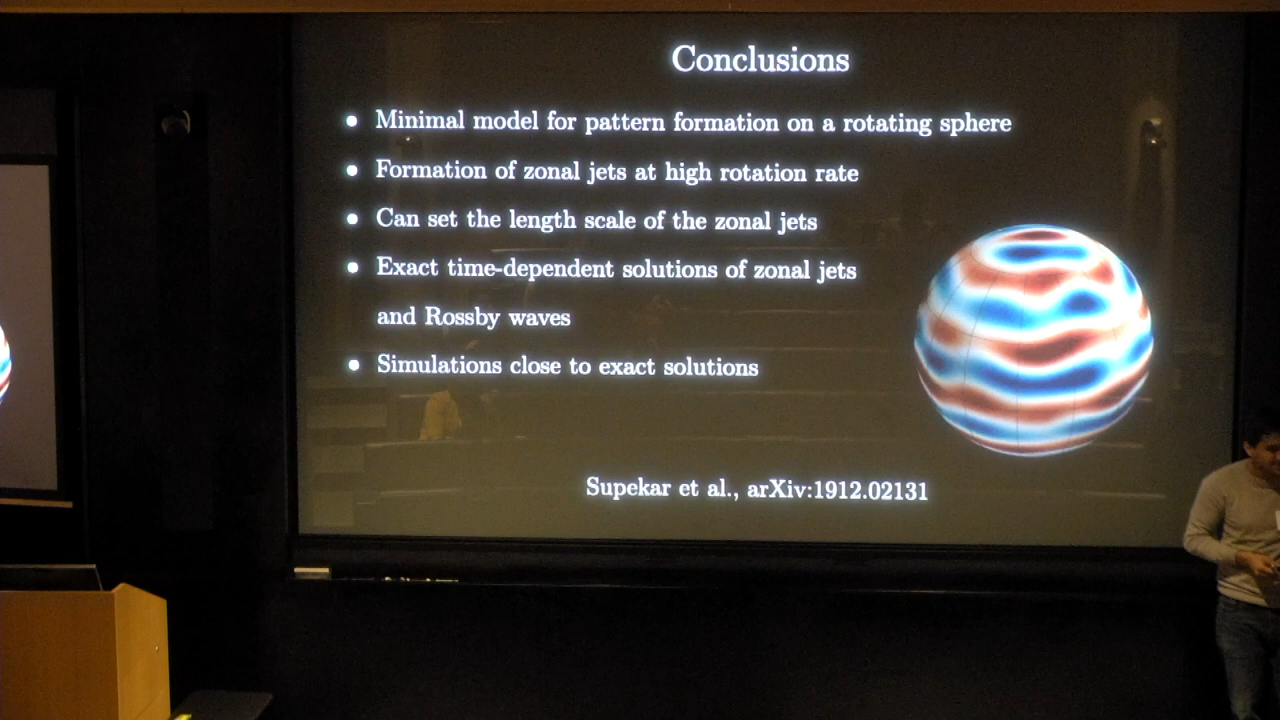 Conclusions
• Minimal model for pattern formation on a rotating sphere
• Formation of zonal jets at high rotation rate
• Can set the length scale of the zonal jets
• Exact time-dependent solutions of zonal jets
and Rossby waves
• Simulations close to exact solutions
Supekar et al., arXiv:1912.02131